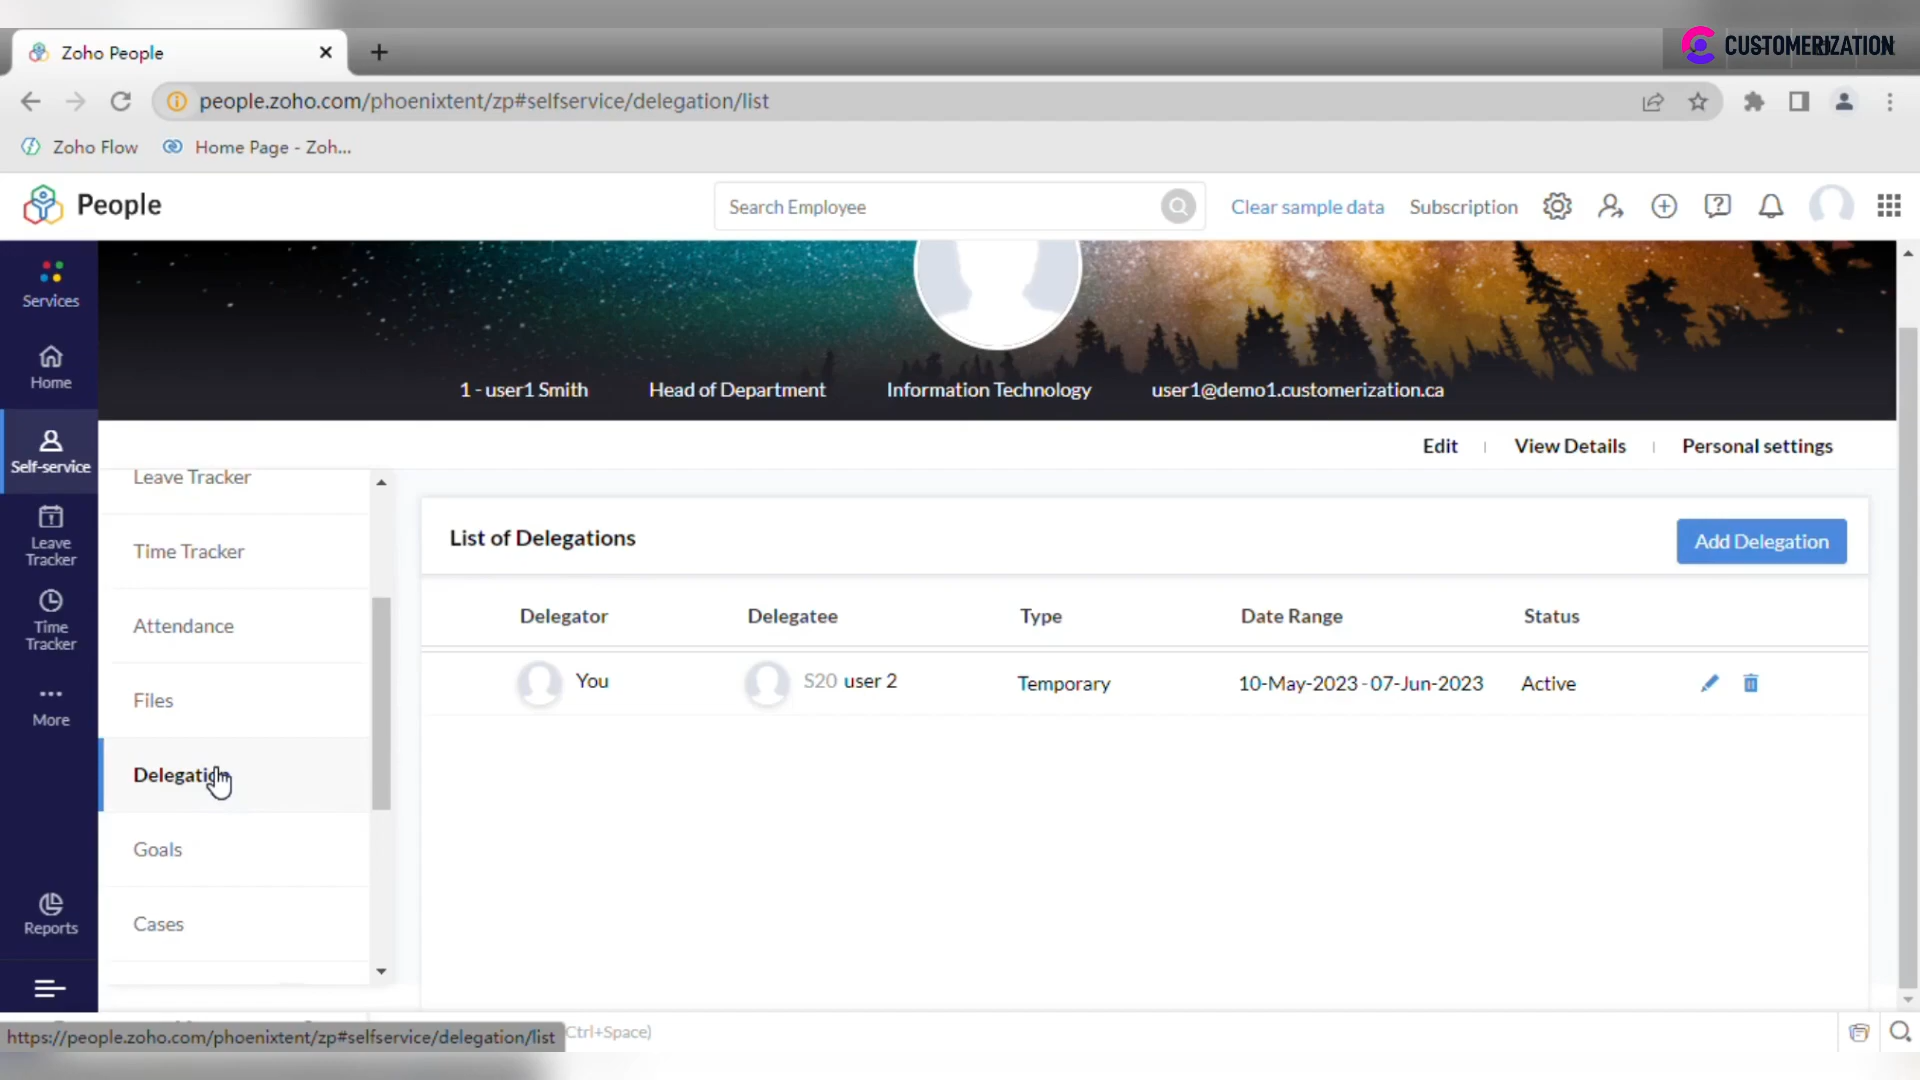 Zoho People
CUSTOMERIZATION
people.zoho.com/phoenixtent/zp#selfservice/delegation/list
Zoho Flow
Home Page - Zoh...
People
Search Employee
Clear sample data
Subscription
Services
Home
Self-service
Leave
Tracker
Time
Tracker
More
Reports
1 - user1 Smith
Head of Department
Information Technology
user1@demo1.customerization.ca
Edit
View Details
Personal settings
Leave Tracker
Time Tracker
Attendance
Files
Delegation
Goals
Cases
List of Delegations
Add Delegation
Delegator Delegatee Type Date Range Status
You S20 user 2 Temporary 10-May-2023 - 07-Jun-2023 Active
https://people.zoho.com/phoenixtent/zp#selfservice/delegation/list
Ctrl+Space)